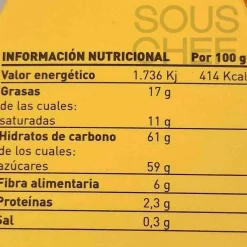 SOUS
CHEF
INFORMACIÓN NUTRICIONAL Por 100 g
Valor energético 1.736 Kj 414 Kcal
Grasas 17 g
de las cuales:
saturadas 11 g
Hidratos de carbono 61 g
de los cuales:
azúcares 59 g
Fibra alimentaria 6 g
Proteínas 2,3 g
Sal 0,3 g